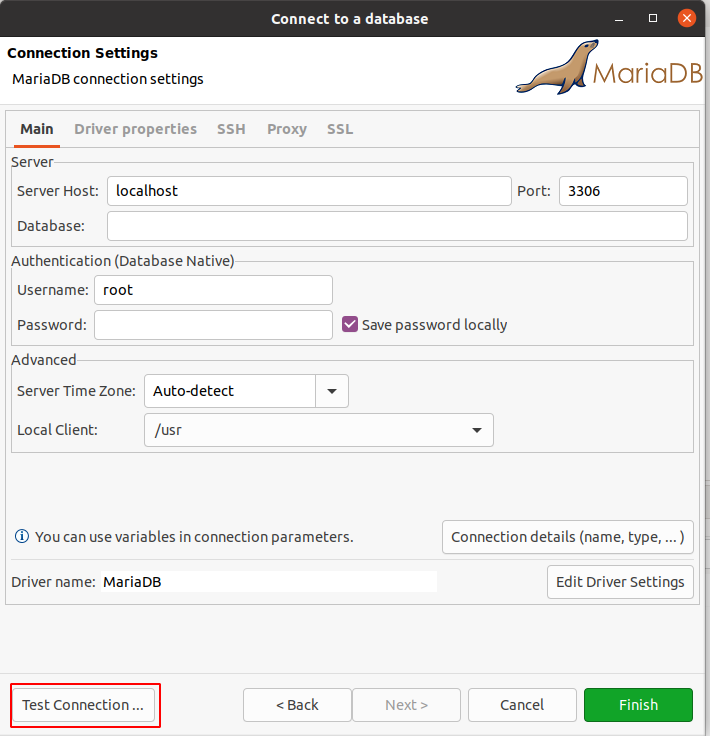 Connect to a database
Connection Settings
MariaDB connection settings
MariaDB
Main Driver properties SSH Proxy SSL
Server
Server Host: localhost Port: 3306
Database:
Authentication (Database Native)
Username: root
Password: Save password locally
Advanced
Server Time Zone: Auto-detect
Local Client: /usr
You can use variables in connection parameters. Connection details (name, type, ... )
Driver name: MariaDB Edit Driver Settings
Test Connection ... < Back Next > Cancel Finish